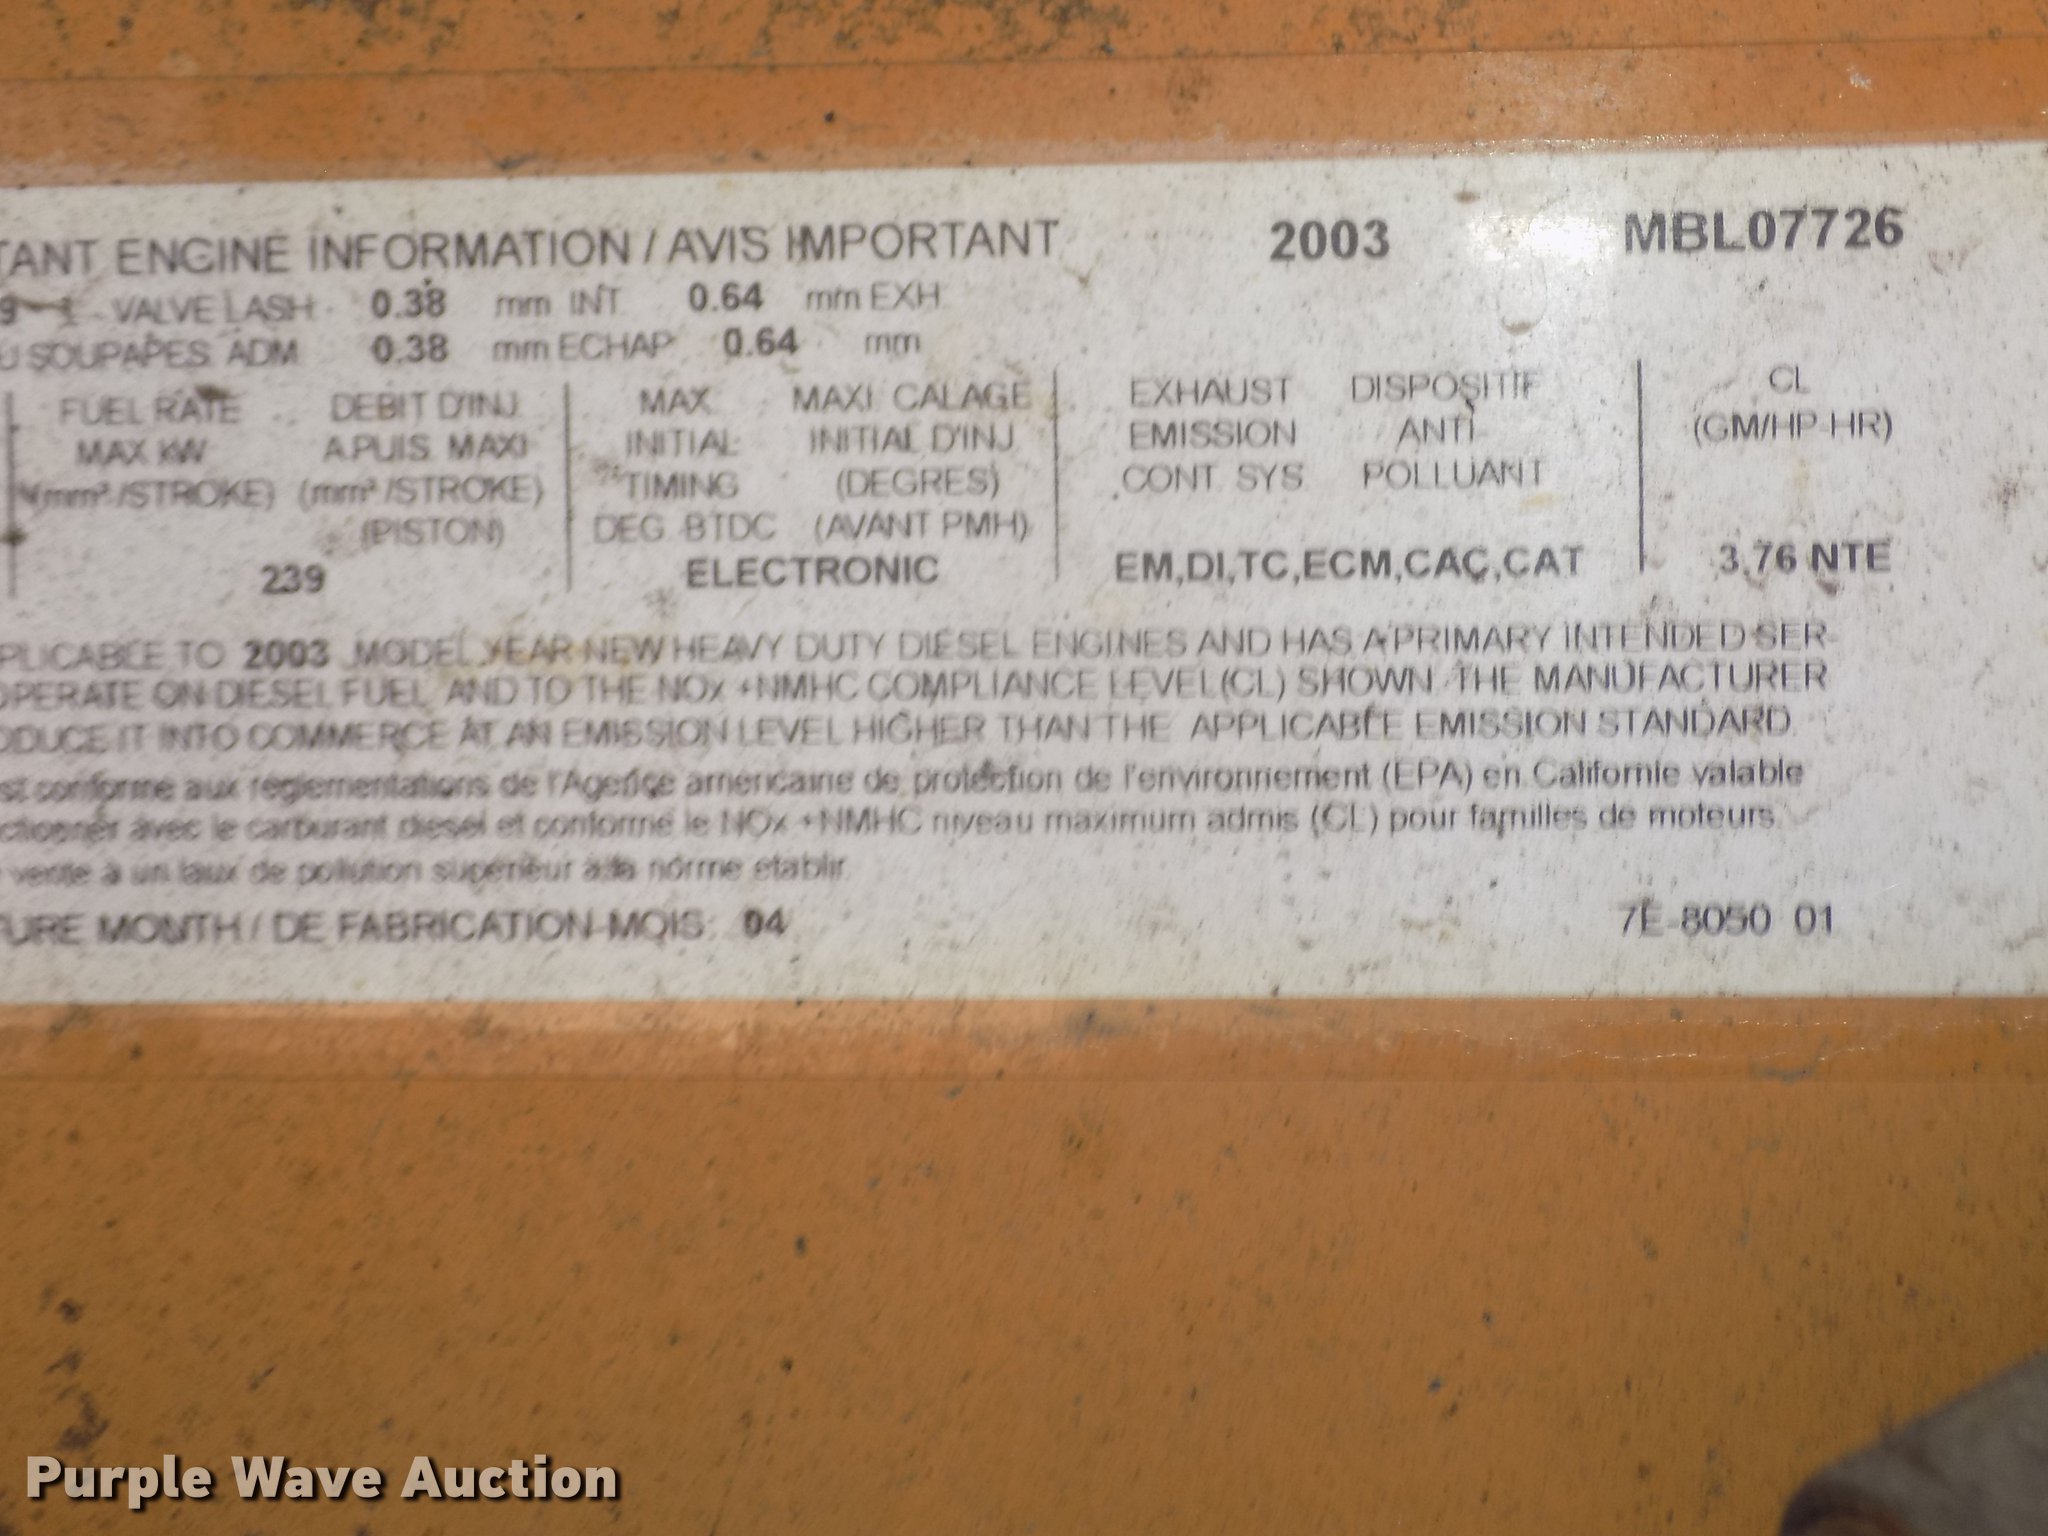 TANT ENGINE INFORMATION / AVIS IMPORTANT 2003 MBL07726
VALVE LASH 0.38 mm INT 0.64 mm EXH
U SOUPAPES ADM 0.38 mm ECHAP 0.64 mm
FUEL RATE DEBIT D'INJ MAX MAXI CALAGE EXHAUST DISPOSITIF CL
MAX KW A PUIS MAXI INITIAL INITIAL D'INJ EMISSION ANTI- (GM/HP-HR)
(mm³/STROKE) (mm³/STROKE) TIMING (DEGRES) CONT SYS POLLUANT
(PISTON) DEG BTDC (AVANT PMH)
239 ELECTRONIC EM,DI,TC,ECM,CAC,CAT 3.76 NTE
PLICABLE TO 2003 MODEL YEAR NEW HEAVY DUTY DIESEL ENGINES AND HAS A PRIMARY INTENDED SER-
OPERATE ON DIESEL FUEL AND TO THE NOx +NMHC COMPLIANCE LEVEL(CL) SHOWN. THE MANUFACTURER
ODUCE IT INTO COMMERCE AT AN EMISSION LEVEL HIGHER THAN THE APPLICABLE EMISSION STANDARD.
st conforme aux reglementations de l'Agence americaine de protection de l'environnement (EPA) en Californie valable
ctionner avec le carburant diesel et conforme le NOx +NMHC niveau maximum admis (CL) pour familles de moteurs.
vente à un taux de pollution superieur a la norme etablir.
TURE MONTH / DE FABRICATION-MOIS: 04 7E-8050 01
Purple Wave Auction